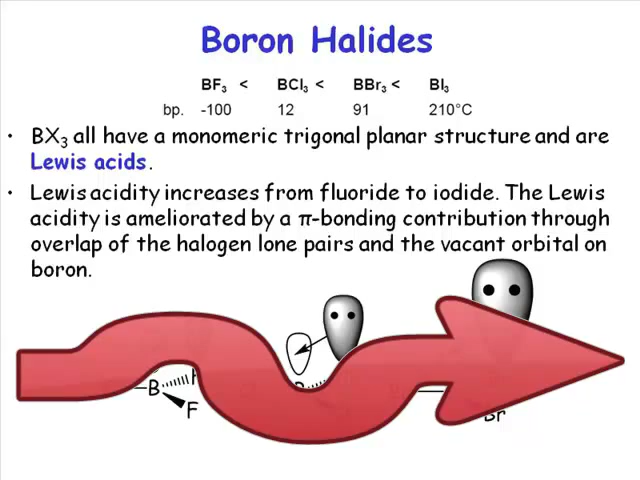 Boron Halides
BF₃ < BCl₃ < BBr₃ < BI₃
bp. -100 12 91 210°C
• BX₃ all have a monomeric trigonal planar structure and are
Lewis acids.
• Lewis acidity increases from fluoride to iodide. The Lewis
acidity is ameliorated by a π-bonding contribution through
overlap of the halogen lone pairs and the vacant orbital on
boron.
B
F
Br